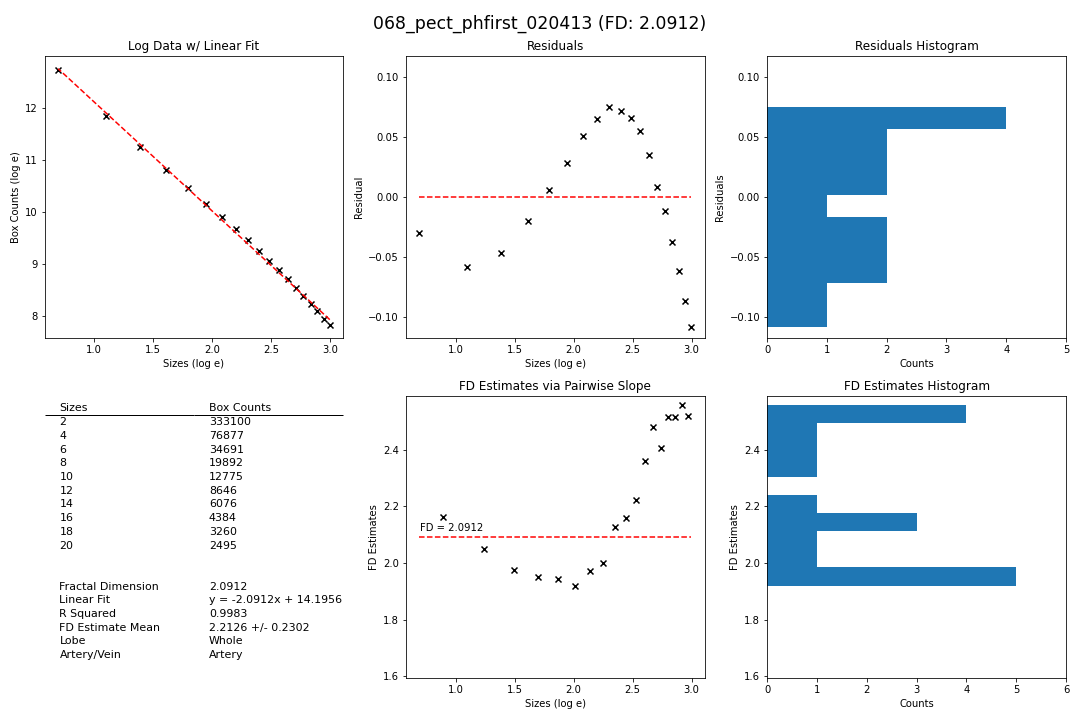 068_pect_phfirst_020413 (FD: 2.0912)
Log Data w/ Linear Fit
Box Counts (log e)
12
11
10
9
8
1.0 1.5 2.0 2.5 3.0
Sizes (log e)
Residuals
Residual
0.10
0.05
0.00
−0.05
−0.10
1.0 1.5 2.0 2.5 3.0
Sizes (log e)
Residuals Histogram
Residuals
0.10
0.05
0.00
−0.05
−0.10
0 1 2 3 4 5
Counts
Sizes Box Counts
2 333100
4 76877
6 34691
8 19892
10 12775
12 8646
14 6076
16 4384
18 3260
20 2495
Fractal Dimension 2.0912
Linear Fit y = -2.0912x + 14.1956
R Squared 0.9983
FD Estimate Mean 2.2126 +/- 0.2302
Lobe Whole
Artery/Vein Artery
FD Estimates via Pairwise Slope
FD Estimates
2.4
2.2
FD = 2.0912
2.0
1.8
1.6
1.0 1.5 2.0 2.5 3.0
Sizes (log e)
FD Estimates Histogram
FD Estimates
2.4
2.2
2.0
1.8
1.6
0 1 2 3 4 5 6
Counts